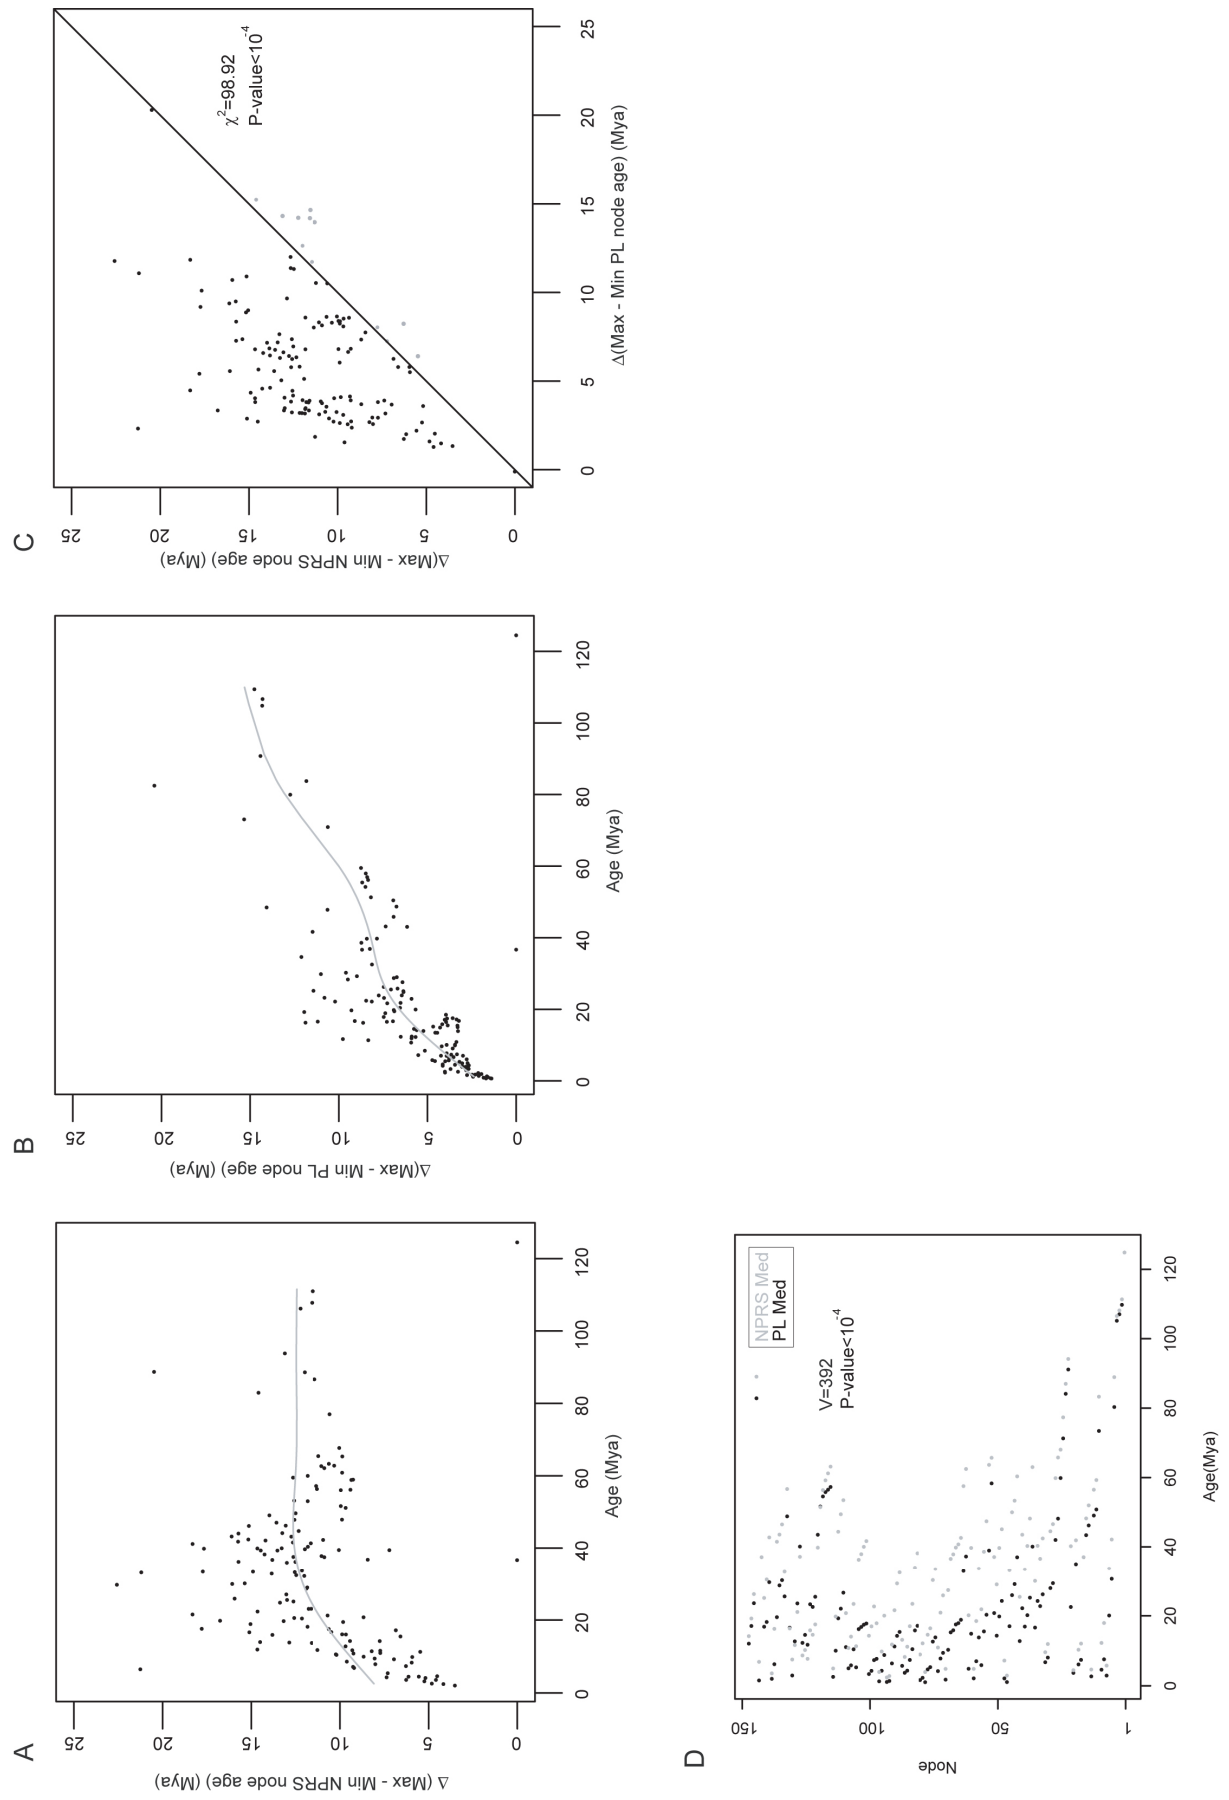 A
25
20
15
10
5
0
Δ (Max - Min NPRS node age) (Mya)
0
20
40
60
80
100
120
Age (Mya)
B
25
20
15
10
5
0
Δ(Max - Min PL node age) (Mya)
0
20
40
60
80
100
120
Age (Mya)
C
25
20
15
10
5
0
Δ(Max - Min NPRS node age) (Mya)
χ²=98.92
P-value<10⁻⁴
0
5
10
15
20
25
Δ(Max - Min PL node age) (Mya)
D
150
100
50
1
Node
NPRS Med
PL Med
V=392
P-value<10⁻⁴
0
20
40
60
80
100
120
Age(Mya)